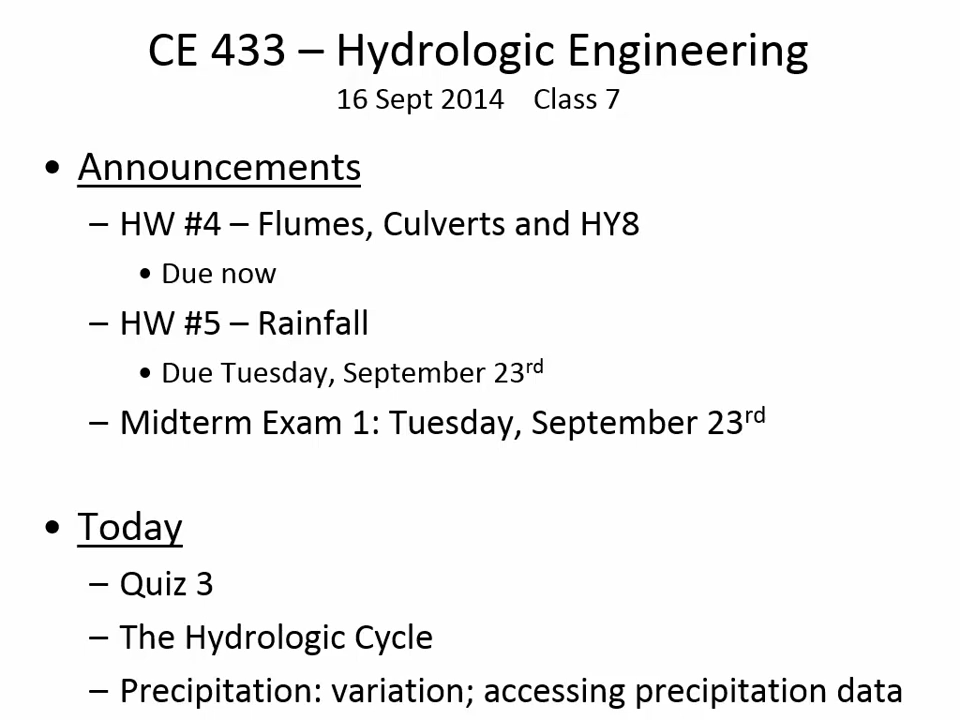 CE 433 – Hydrologic Engineering
16 Sept 2014 Class 7
• Announcements
– HW #4 – Flumes, Culverts and HY8
• Due now
– HW #5 – Rainfall
• Due Tuesday, September 23rd
– Midterm Exam 1: Tuesday, September 23rd
• Today
– Quiz 3
– The Hydrologic Cycle
– Precipitation: variation; accessing precipitation data